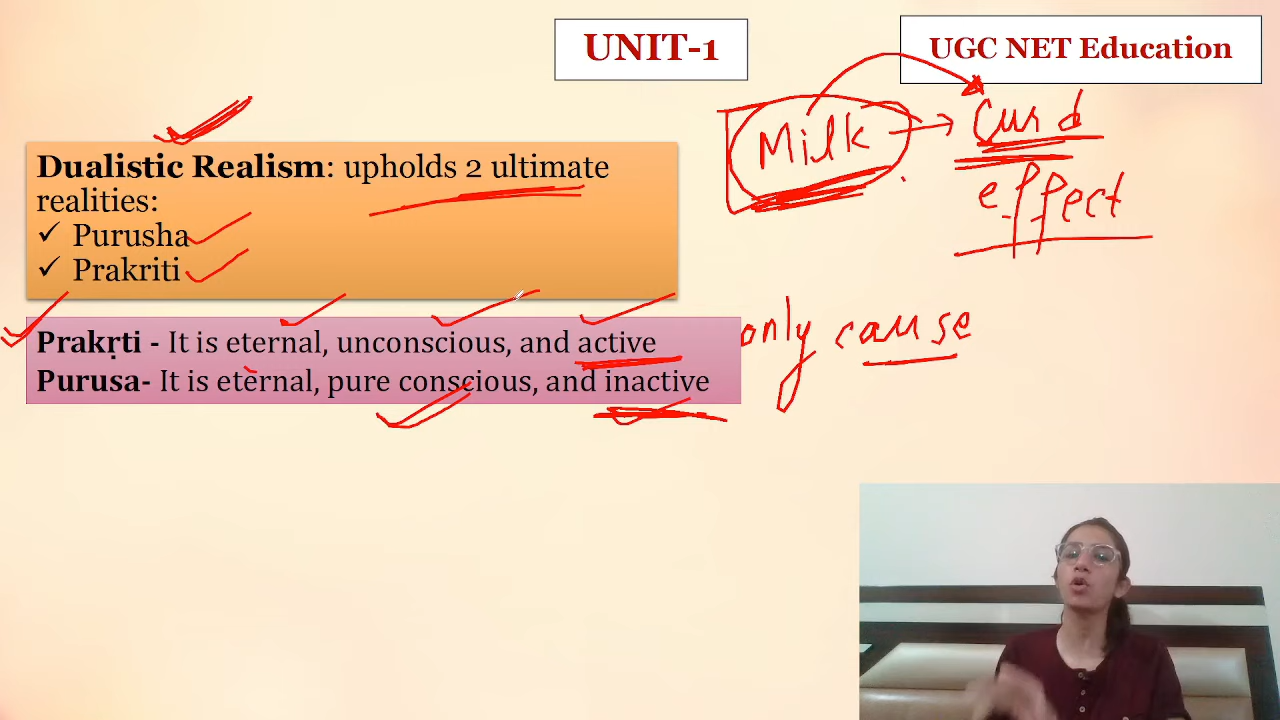 UNIT-1
UGC NET Education
Milk → Curd
effect
Dualistic Realism: upholds 2 ultimate
realities:
✓ Purusha
✓ Prakriti
Prakṛti - It is eternal, unconscious, and active
Purusa- It is eternal, pure conscious, and inactive
only cause